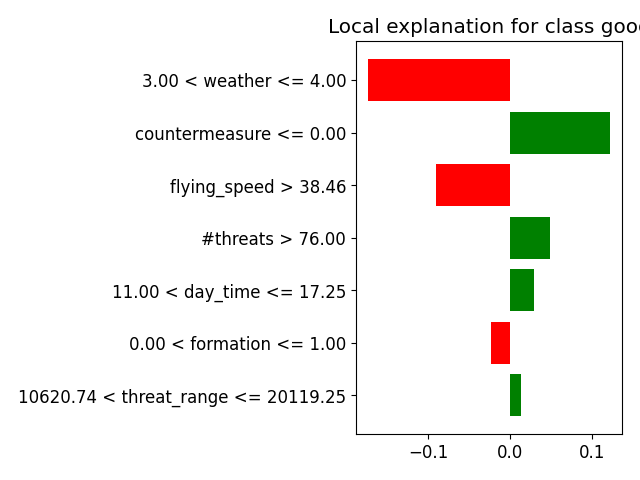 Local explanation for class goo
3.00 < weather <= 4.00
countermeasure <= 0.00
flying_speed > 38.46
#threats > 76.00
11.00 < day_time <= 17.25
0.00 < formation <= 1.00
10620.74 < threat_range <= 20119.25
−0.1 0.0 0.1